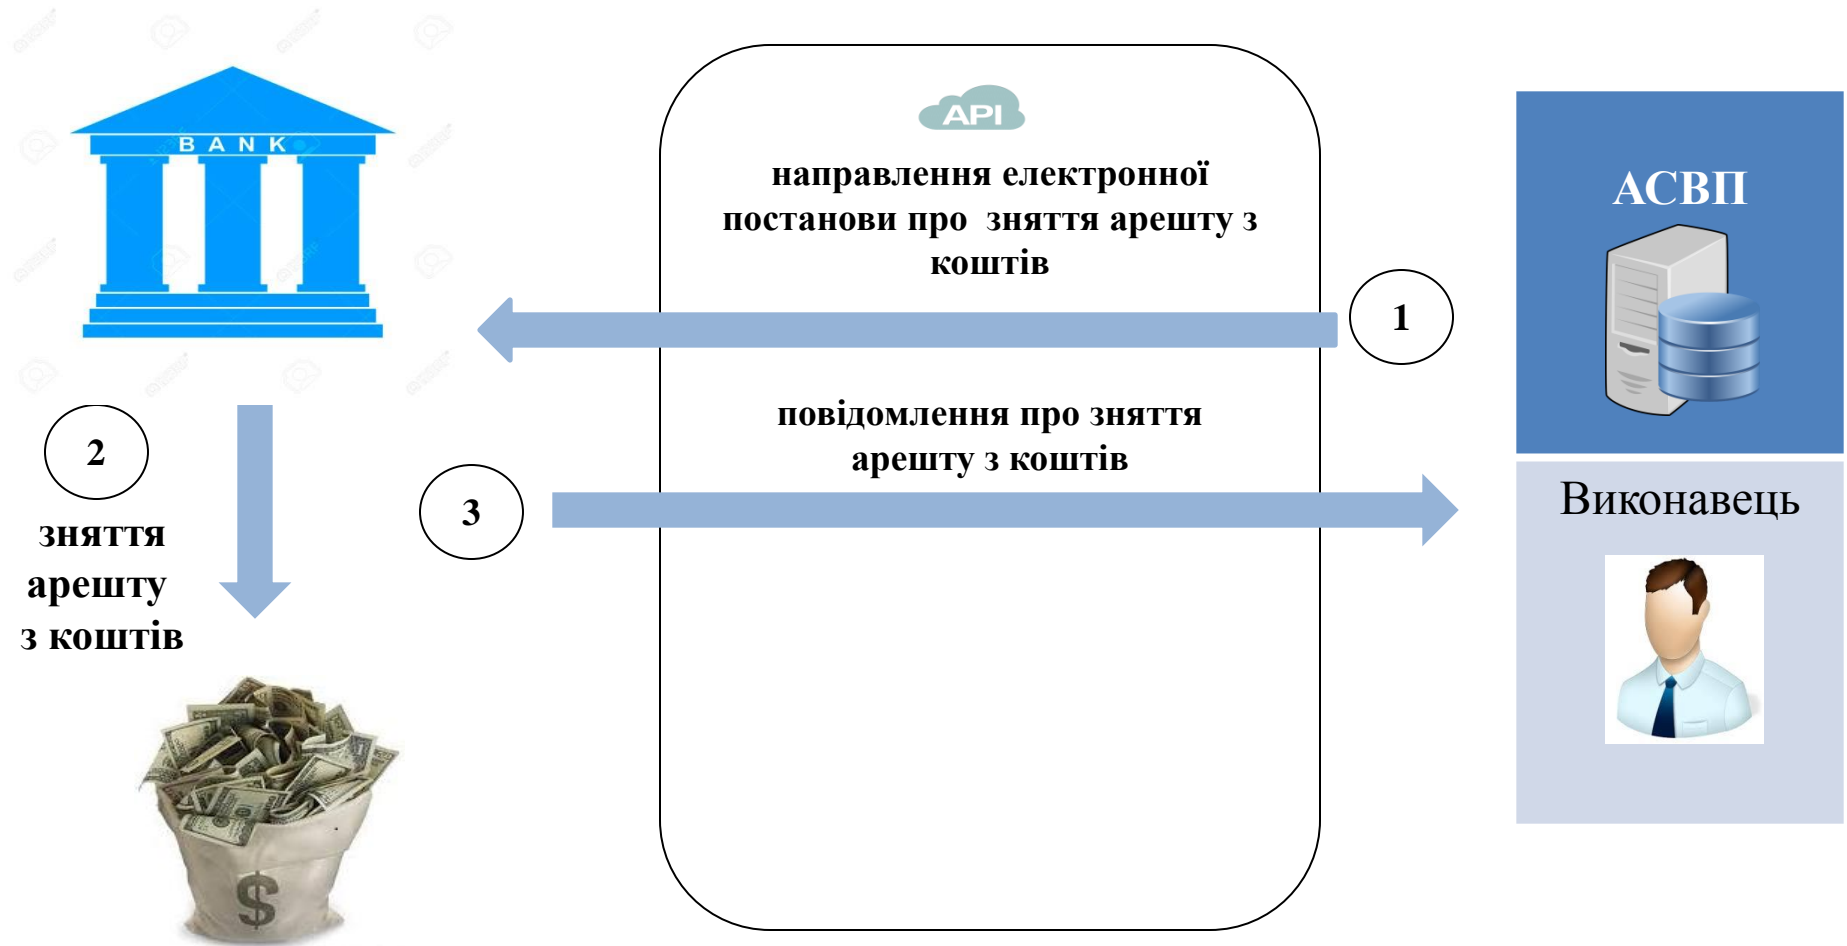 BANK
API
направлення електронної
постанови про зняття арешту з
коштів
1
АСВП
повідомлення про зняття
арешту з коштів
2
3
зняття
арешту
з коштів
Виконавець
$